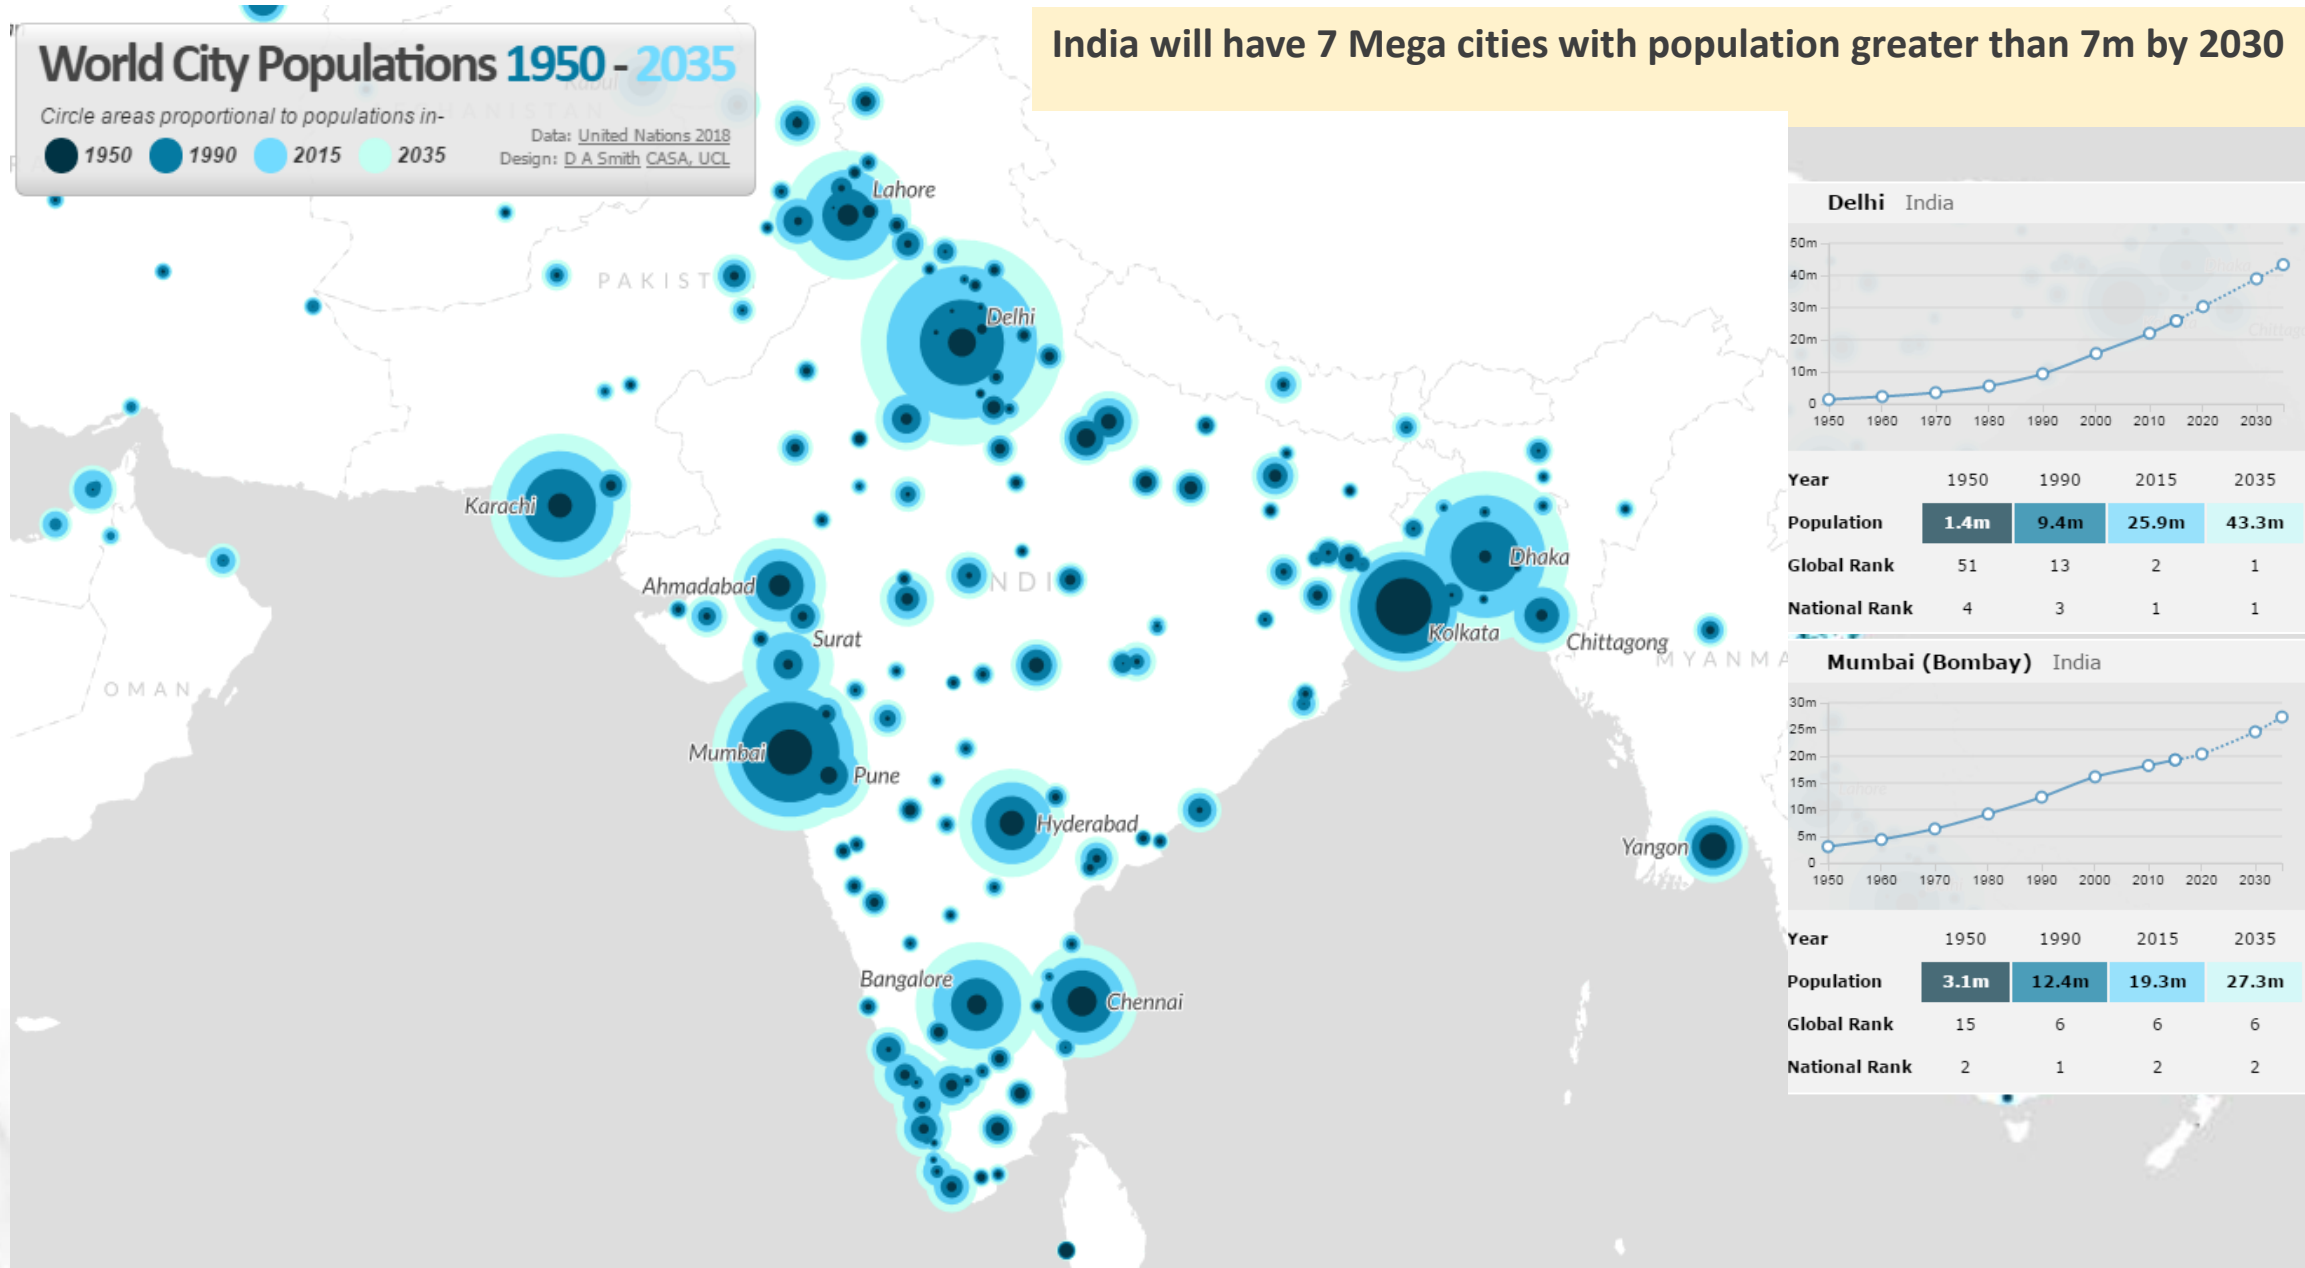 India will have 7 Mega cities with population greater than 7m by 2030
World City Populations 1950 - 2035
Kabul
AFGHANISTAN
Circle areas proportional to populations in-
1950 1990 2015 2035
Data: United Nations 2018
Design: D A Smith CASA, UCL
Lahore
PAKIST
Delhi
Karachi
Ahmadabad
NDI
Dhaka
Surat
Kolkata
Chittagong
MYANMA
OMAN
Mumbai
Pune
Hyderabad
Yangon
Bangalore
Chennai
Delhi India
50m
40m
30m
20m
10m
0
1950 1960 1970 1980 1990 2000 2010 2020 2030
Year 1950 1990 2015 2035
Population 1.4m 9.4m 25.9m 43.3m
Global Rank 51 13 2 1
National Rank 4 3 1 1
Mumbai (Bombay) India
30m
25m
20m
15m
10m
5m
0
Lahore
1950 1960 1970 1980 1990 2000 2010 2020 2030
Year 1950 1990 2015 2035
Population 3.1m 12.4m 19.3m 27.3m
Global Rank 15 6 6 6
National Rank 2 1 2 2